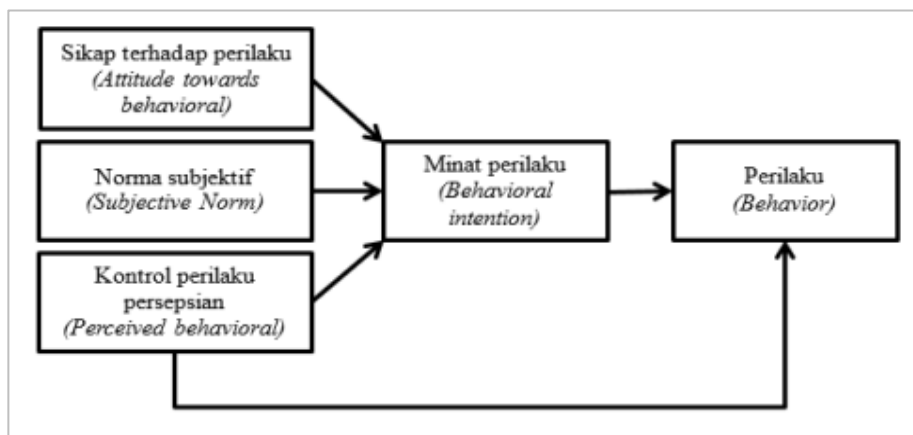 Sikap terhadap perilaku
(Attitude towards
behavioral)
Norma subjektif
(Subjective Norm)
Kontrol perilaku
persepsian
(Perceived behavioral)
Minat perilaku
(Behavioral
intention)
Perilaku
(Behavior)